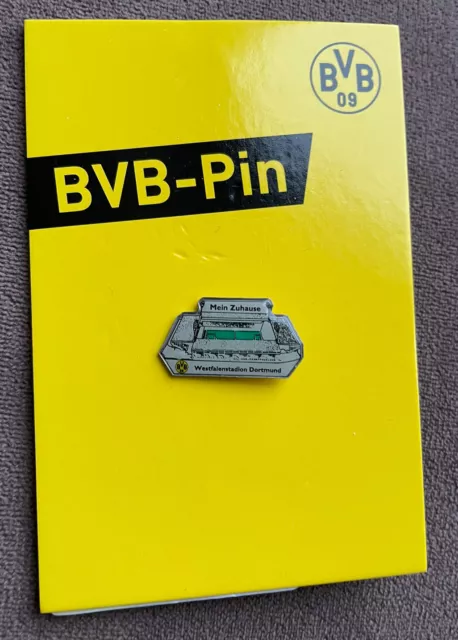 BVB
09
BVB-Pin
Mein Zuhause
Westfalenstadion Dortmund